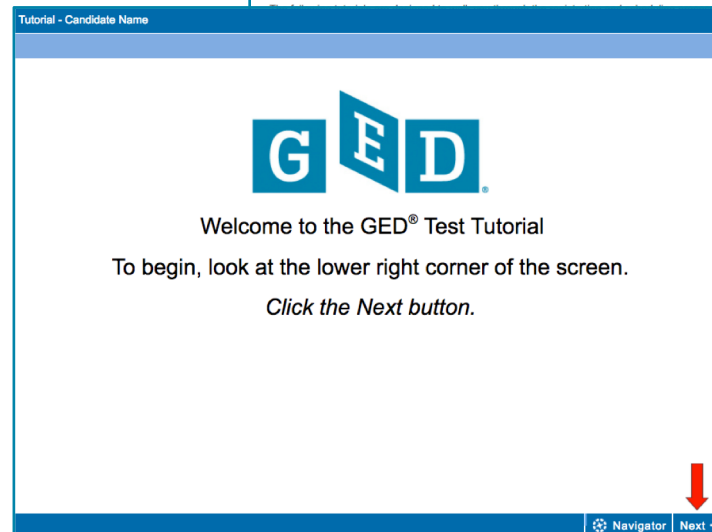 Tutorial - Candidate Name
GED®
Welcome to the GED® Test Tutorial
To begin, look at the lower right corner of the screen.
Click the Next button.
Navigator Next